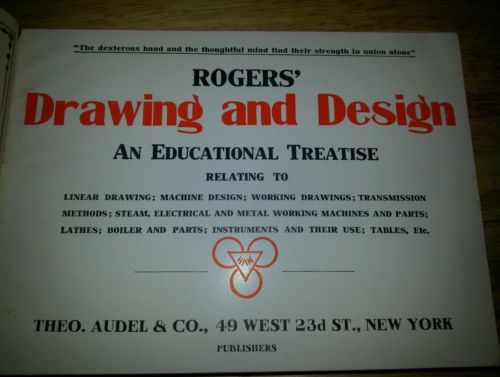 "The dexterous hand and the thoughtful mind find their strength in union alone"
ROGERS'
Drawing and Design
AN EDUCATIONAL TREATISE
RELATING TO
LINEAR DRAWING; MACHINE DESIGN; WORKING DRAWINGS; TRANSMISSION
METHODS; STEAM, ELECTRICAL AND METAL WORKING MACHINES AND PARTS;
LATHES; BOILER AND PARTS; INSTRUMENTS AND THEIR USE; TABLES, Etc.
THEO. AUDEL & CO., 49 WEST 23d ST., NEW YORK
PUBLISHERS